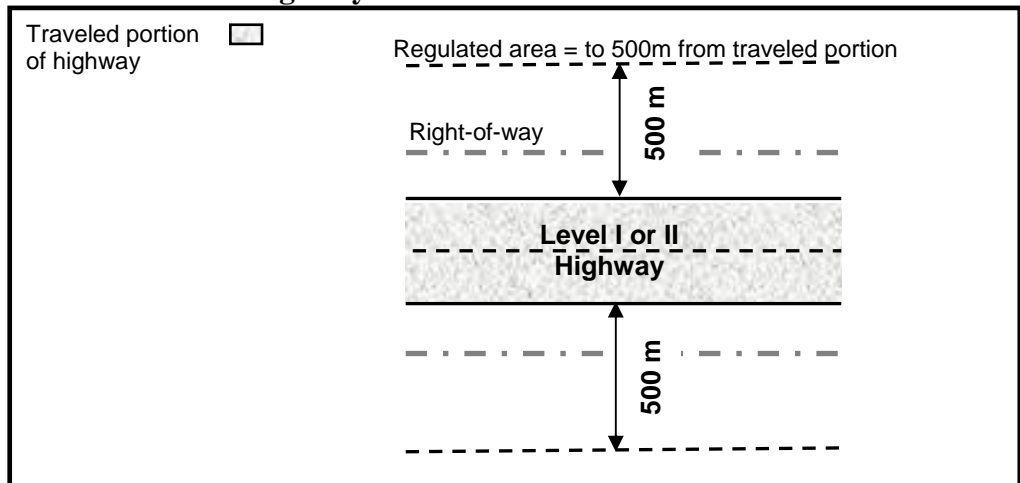 Traveled portion
of highway
Regulated area = to 500m from traveled portion
500 m
Right-of-way
Level I or II
Highway
500 m